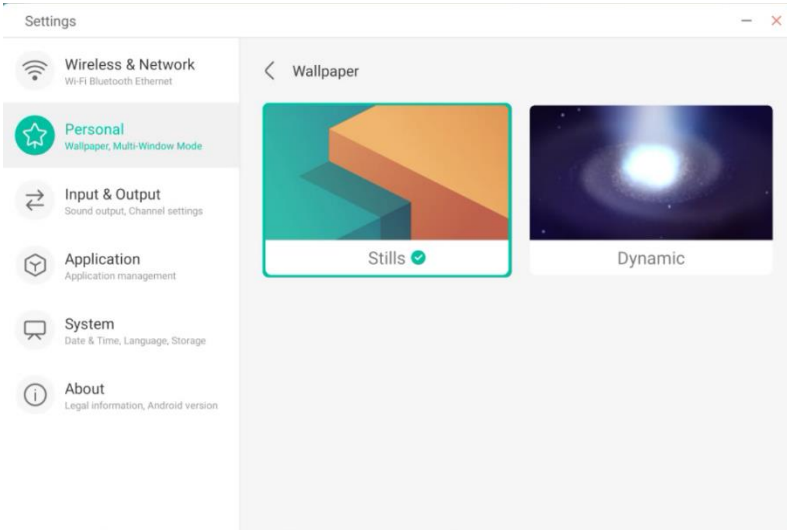 Settings
Wireless & Network
Wi-Fi Bluetooth Ethernet
Personal
Wallpaper, Multi-Window Mode
Input & Output
Sound output, Channel settings
Application
Application management
System
Date & Time, Language, Storage
About
Legal information, Android version
Wallpaper
Stills
Dynamic